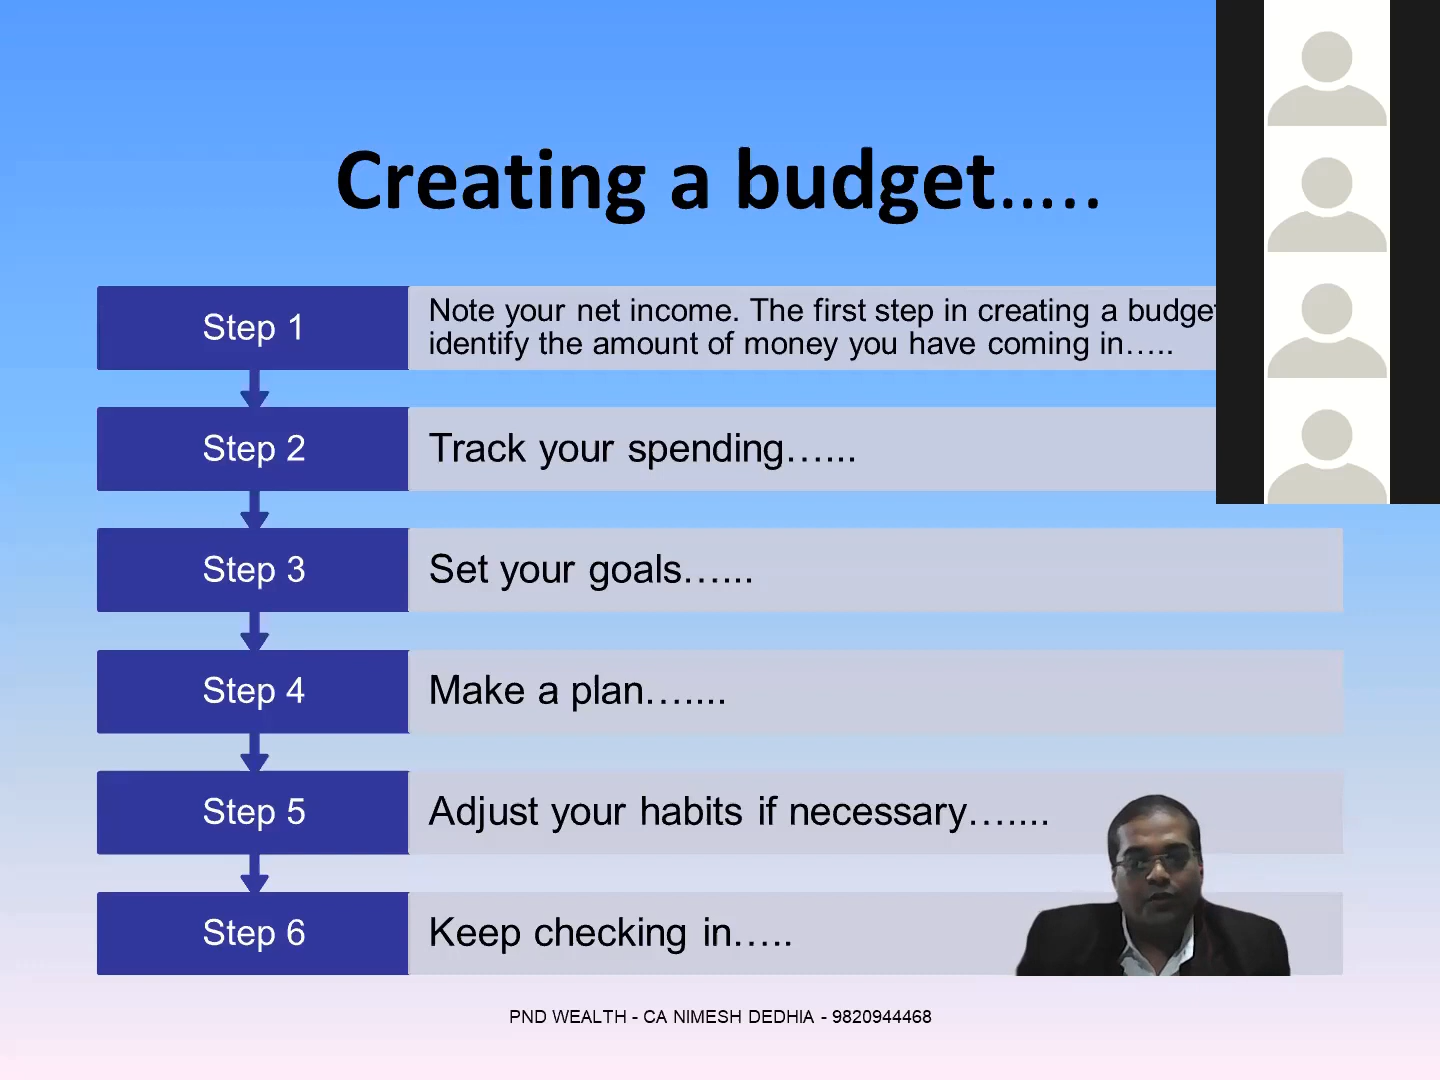 Creating a budget.....
Step 1
Note your net income. The first step in creating a budget
identify the amount of money you have coming in…..
Step 2
Track your spending…...
Step 3
Set your goals…...
Step 4
Make a plan…....
Step 5
Adjust your habits if necessary…....
Step 6
Keep checking in…..
PND WEALTH - CA NIMESH DEDHIA - 9820944468